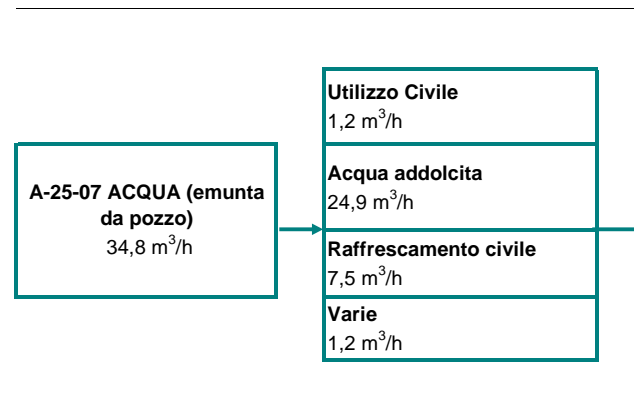 A-25-07 ACQUA (emunta
da pozzo)
34,8 m³/h
Utilizzo Civile
1,2 m³/h
Acqua addolcita
24,9 m³/h
Raffrescamento civile
7,5 m³/h
Varie
1,2 m³/h